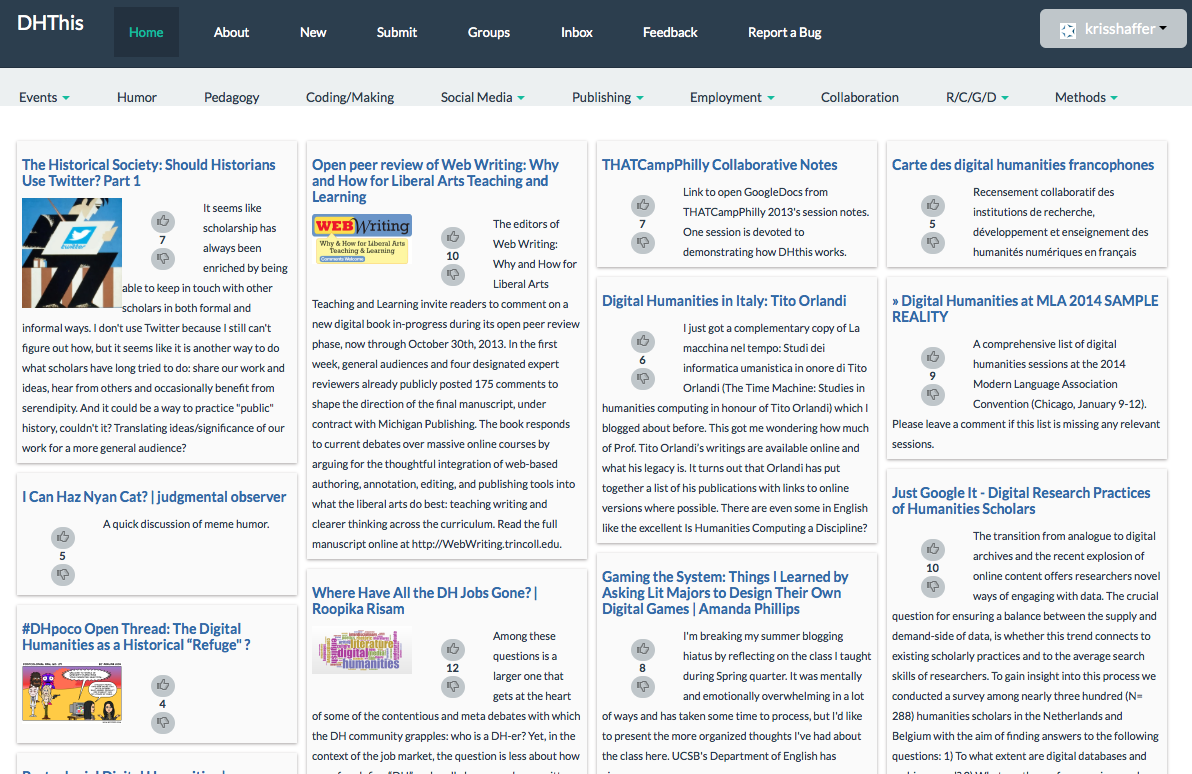 DHThis
Home
About
New
Submit
Groups
Inbox
Feedback
Report a Bug
krisshaffer
Events
Humor
Pedagogy
Coding/Making
Social Media
Publishing
Employment
Collaboration
R/C/G/D
Methods
The Historical Society: Should Historians
Use Twitter? Part 1
twitter
7
It seems like
scholarship has
always been
enriched by being
able to keep in touch with other
scholars in both formal and
informal ways. I don't use Twitter because I still can't
figure out how, but it seems like it is another way to do
what scholars have long tried to do: share our work and
ideas, hear from others and occasionally benefit from
serendipity. And it could be a way to practice "public"
history, couldn't it? Translating ideas/significance of our
work for a more general audience?
I Can Haz Nyan Cat? | judgmental observer
5
A quick discussion of meme humor.
#DHpoco Open Thread: The Digital
Humanities as a Historical "Refuge" ?
4
Open peer review of Web Writing: Why
and How for Liberal Arts Teaching and
Learning
WEB Writing
Why & How for Liberal Arts
Teaching & Learning
Comments Welcome
10
The editors of
Web Writing:
Why and How for
Liberal Arts
Teaching and Learning invite readers to comment on a
new digital book in-progress during its open peer review
phase, now through October 30th, 2013. In the first
week, general audiences and four designated expert
reviewers already publicly posted 175 comments to
shape the direction of the final manuscript, under
contract with Michigan Publishing. The book responds
to current debates over massive online courses by
arguing for the thoughtful integration of web-based
authoring, annotation, editing, and publishing tools into
what the liberal arts do best: teaching writing and
clearer thinking across the curriculum. Read the full
manuscript online at http://WebWriting.trincoll.edu.
Where Have All the DH Jobs Gone? |
Roopika Risam
literature
digital
humanities
12
Among these
questions is a
larger one that
gets at the heart
of some of the contentious and meta debates with which
the DH community grapples: who is a DH-er? Yet, in the
context of the job market, the question is less about how
THATCampPhilly Collaborative Notes
7
Link to open GoogleDocs from
THATCampPhilly 2013's session notes.
One session is devoted to
demonstrating how DHthis works.
Digital Humanities in Italy: Tito Orlandi
6
I just got a complementary copy of La
macchina nel tempo: Studi dei
informatica umanistica in onore di Tito
Orlandi (The Time Machine: Studies in
humanities computing in honour of Tito Orlandi) which I
blogged about before. This got me wondering how much
of Prof. Tito Orlandi's writings are available online and
what his legacy is. It turns out that Orlandi has put
together a list of his publications with links to online
versions where possible. There are even some in English
like the excellent Is Humanities Computing a Discipline?
Gaming the System: Things I Learned by
Asking Lit Majors to Design Their Own
Digital Games | Amanda Phillips
8
I'm breaking my summer blogging
hiatus by reflecting on the class I taught
during Spring quarter. It was mentally
and emotionally overwhelming in a lot
of ways and has taken some time to process, but I'd like
to present the more organized thoughts I've had about
the class here. UCSB's Department of English has
Carte des digital humanities francophones
5
Recensement collaboratif des
institutions de recherche,
développement et enseignement des
humanités numériques en français
» Digital Humanities at MLA 2014 SAMPLE
REALITY
9
A comprehensive list of digital
humanities sessions at the 2014
Modern Language Association
Convention (Chicago, January 9-12).
Please leave a comment if this list is missing any relevant
sessions.
Just Google It - Digital Research Practices
of Humanities Scholars
10
The transition from analogue to digital
archives and the recent explosion of
online content offers researchers novel
ways of engaging with data. The crucial
question for ensuring a balance between the supply and
demand-side of data, is whether this trend connects to
existing scholarly practices and to the average search
skills of researchers. To gain insight into this process we
conducted a survey among nearly three hundred (N=
288) humanities scholars in the Netherlands and
Belgium with the aim of finding answers to the following
questions: 1) To what extent are digital databases and